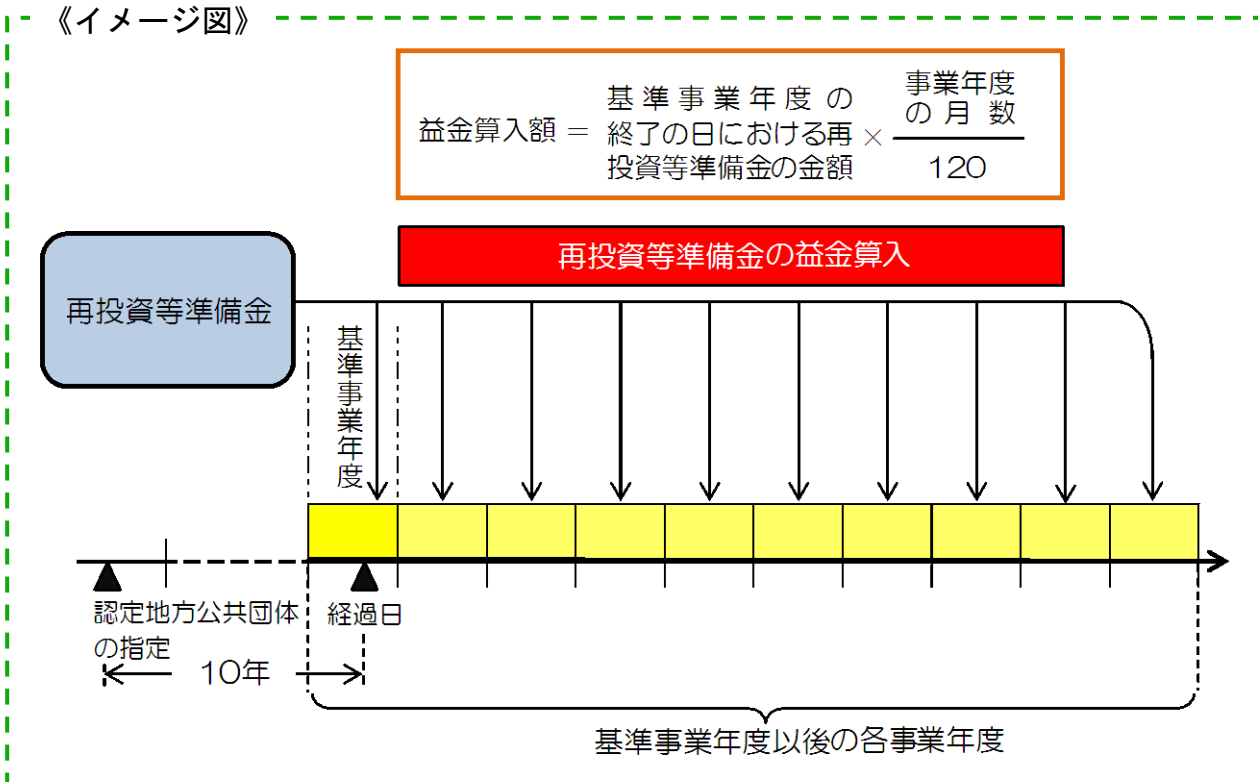 《イメージ図》
益金算入額 = 基準事業年度の終了の日における再投資等準備金の金額 × 事業年度の月数 / 120
再投資等準備金の益金算入
再投資等準備金
基準事業年度
認定地方公共団体
の指定
経過日
10年
基準事業年度以後の各事業年度